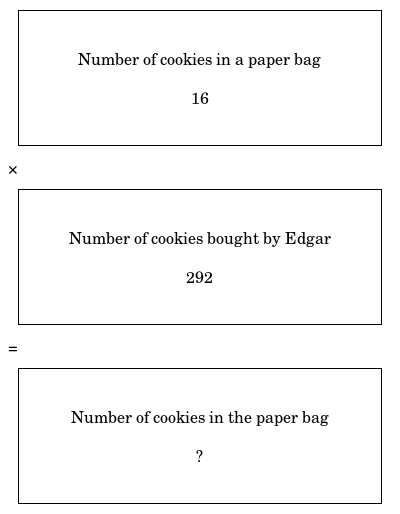 Number of cookies in a paper bag
16
×
Number of cookies bought by Edgar
292
=
Number of cookies in the paper bag
?